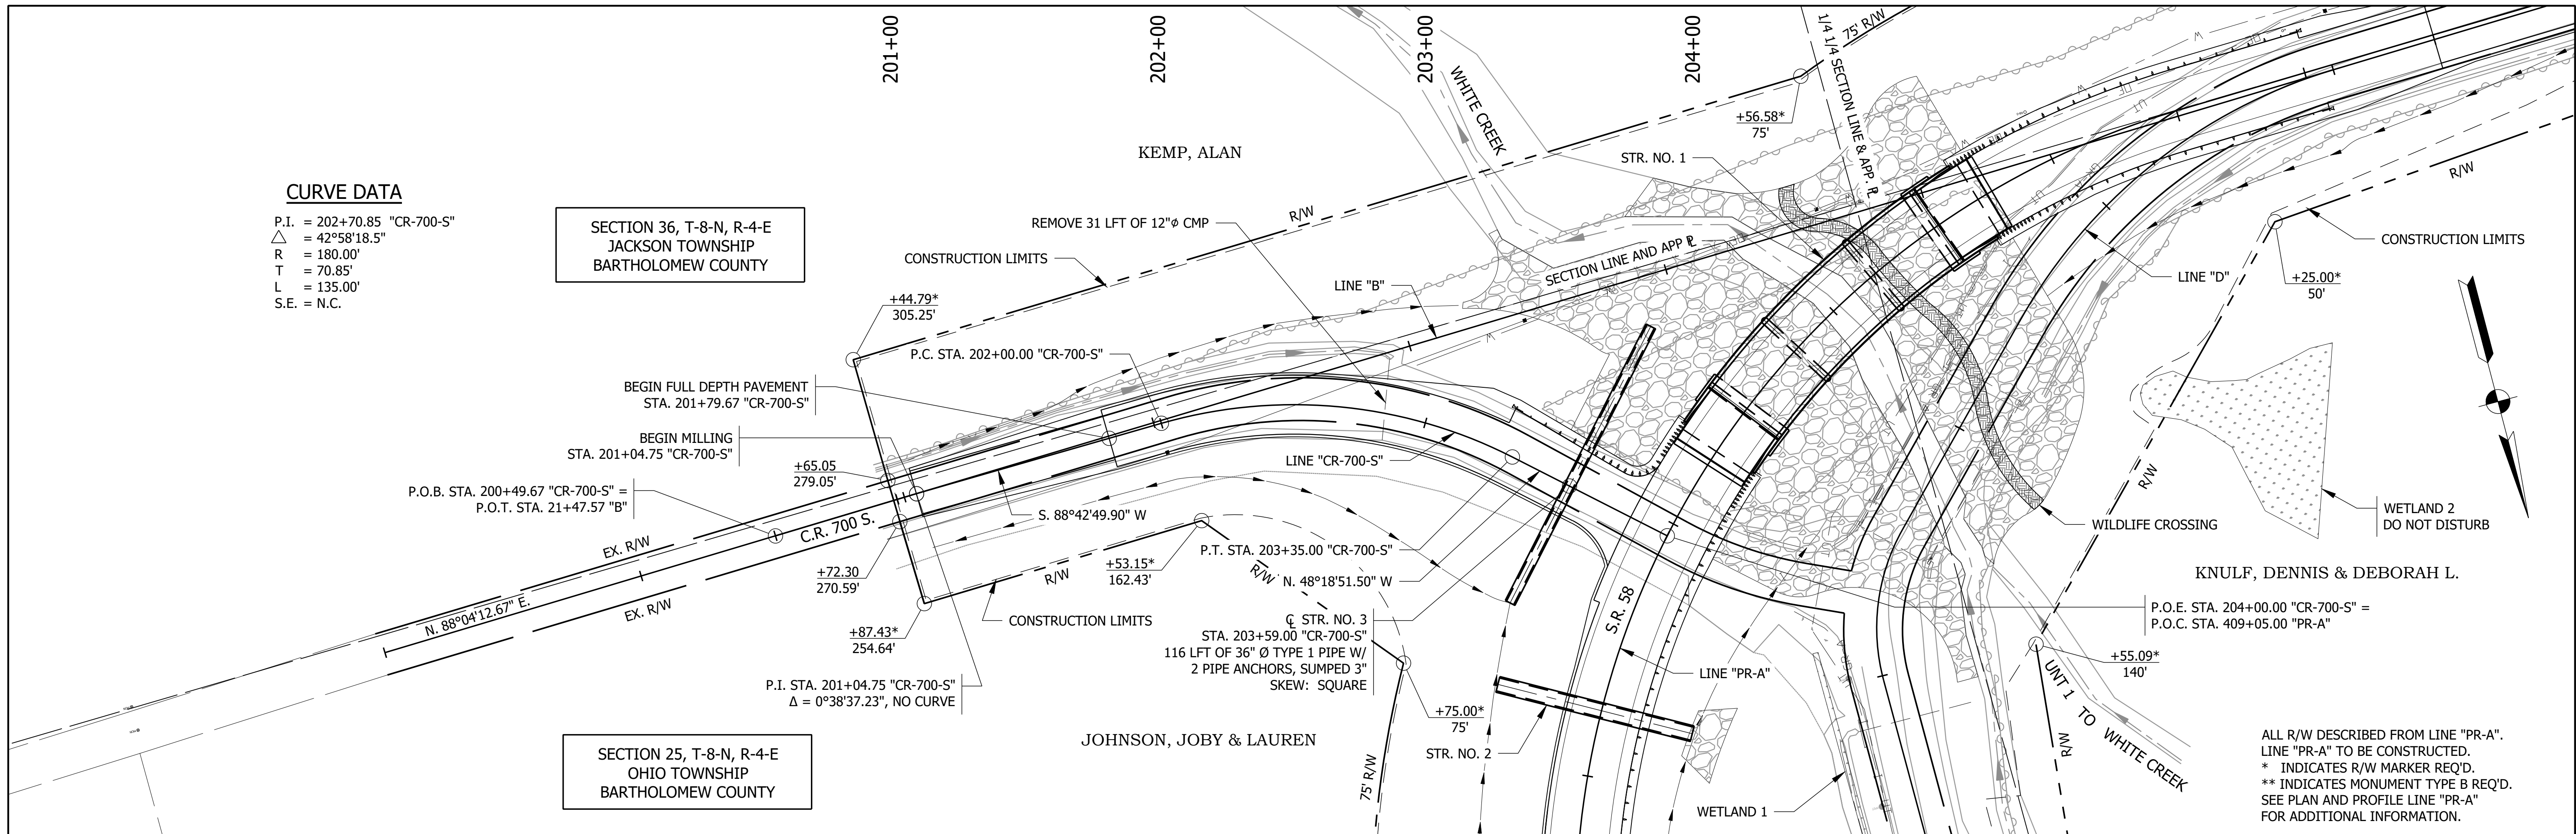 201+00
202+00
203+00
204+00
75' R/W
1/4 1/4 SECTION LINE & APP. ⅊
WHITE CREEK
+56.58*
75'
KEMP, ALAN
STR. NO. 1
R/W
CURVE DATA
P.I. = 202+70.85 "CR-700-S"
△ = 42°58'18.5"
R = 180.00'
T = 70.85'
L = 135.00'
S.E. = N.C.
SECTION 36, T-8-N, R-4-E
JACKSON TOWNSHIP
BARTHOLOMEW COUNTY
REMOVE 31 LFT OF 12"ϕ CMP
R/W
CONSTRUCTION LIMITS
SECTION LINE AND APP ⅊
CONSTRUCTION LIMITS
LINE "D"
+25.00*
50'
LINE "B"
+44.79*
305.25'
P.C. STA. 202+00.00 "CR-700-S"
BEGIN FULL DEPTH PAVEMENT
STA. 201+79.67 "CR-700-S"
BEGIN MILLING
STA. 201+04.75 "CR-700-S"
+65.05
279.05'
LINE "CR-700-S"
P.O.B. STA. 200+49.67 "CR-700-S" =
P.O.T. STA. 21+47.57 "B"
R/W
S. 88°42'49.90" W
C.R. 700 S.
EX. R/W
WILDLIFE CROSSING
WETLAND 2
DO NOT DISTURB
P.T. STA. 203+35.00 "CR-700-S"
+53.15*
162.43'
R/W
R/W
N. 48°18'51.50" W
+72.30
270.59'
KNULF, DENNIS & DEBORAH L.
N. 88°04'12.67" E.
EX. R/W
S.R. 58
P.O.E. STA. 204+00.00 "CR-700-S" =
P.O.C. STA. 409+05.00 "PR-A"
CONSTRUCTION LIMITS
+87.43*
254.64'
℄ STR. NO. 3
STA. 203+59.00 "CR-700-S"
116 LFT OF 36" Ø TYPE 1 PIPE W/
2 PIPE ANCHORS, SUMPED 3"
SKEW: SQUARE
+55.09*
140'
LINE "PR-A"
P.I. STA. 201+04.75 "CR-700-S"
Δ = 0°38'37.23", NO CURVE
UNT 1 TO WHITE CREEK
R/W
+75.00*
75'
JOHNSON, JOBY & LAUREN
STR. NO. 2
75' R/W
SECTION 25, T-8-N, R-4-E
OHIO TOWNSHIP
BARTHOLOMEW COUNTY
WETLAND 1
ALL R/W DESCRIBED FROM LINE "PR-A".
LINE "PR-A" TO BE CONSTRUCTED.
* INDICATES R/W MARKER REQ'D.
** INDICATES MONUMENT TYPE B REQ'D.
SEE PLAN AND PROFILE LINE "PR-A"
FOR ADDITIONAL INFORMATION.